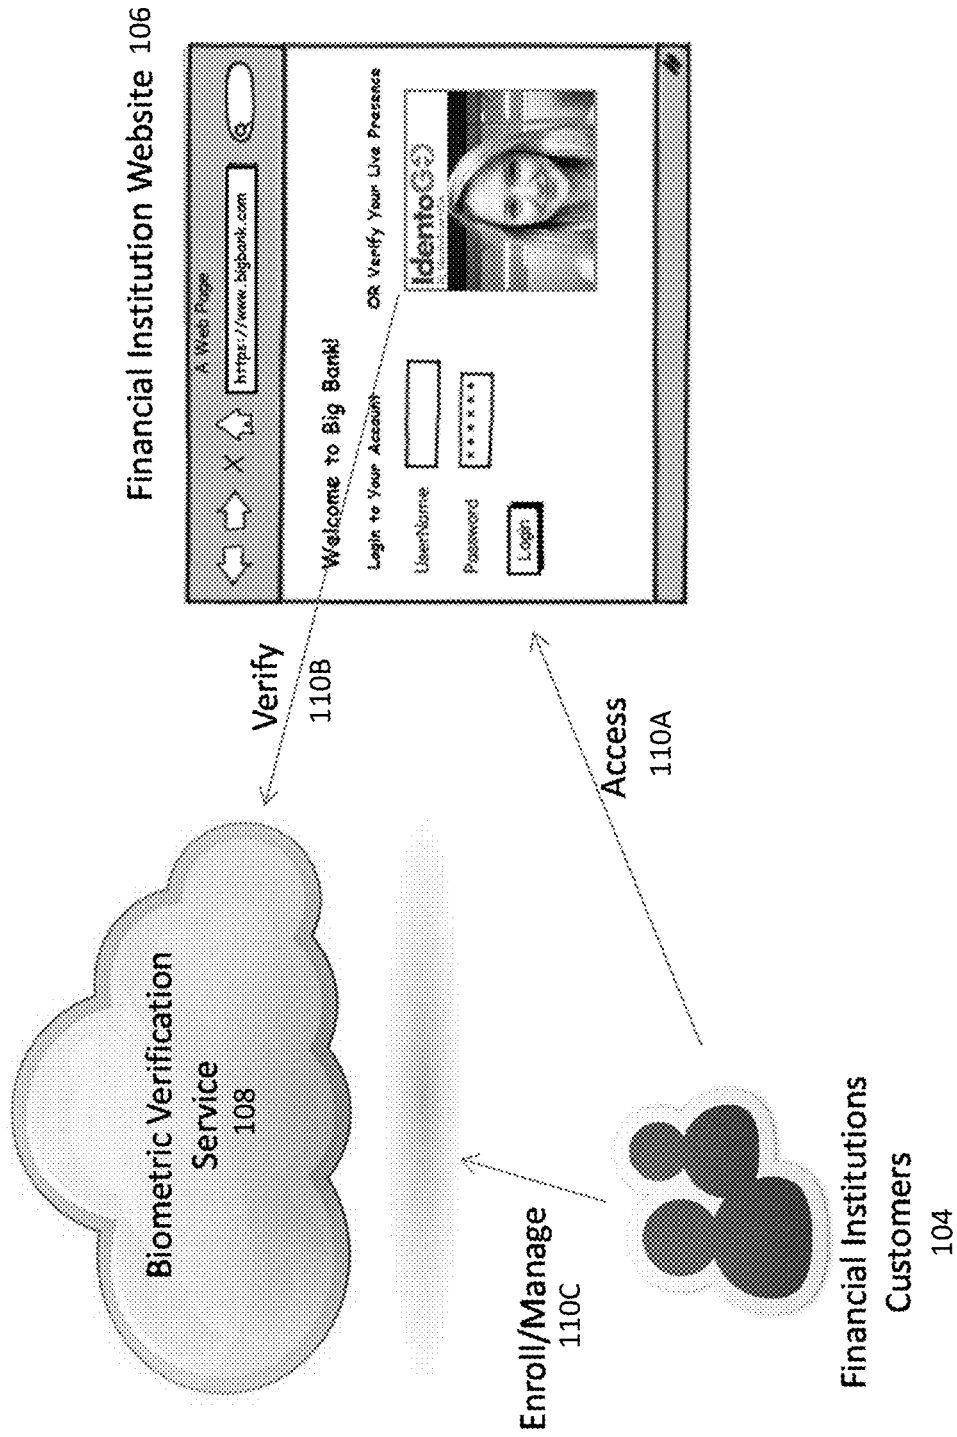 Financial Institution Website 106
A Web Page
https://www.bigbank.com
Welcome to Big Bank!
Login to Your Account
OR Verify Your Live Presence
UserName
Password
*******
Login
IdentoGO
Verify
110B
Access
110A
Biometric Verification
Service
108
Enroll/Manage
110C
Financial Institutions
Customers
104